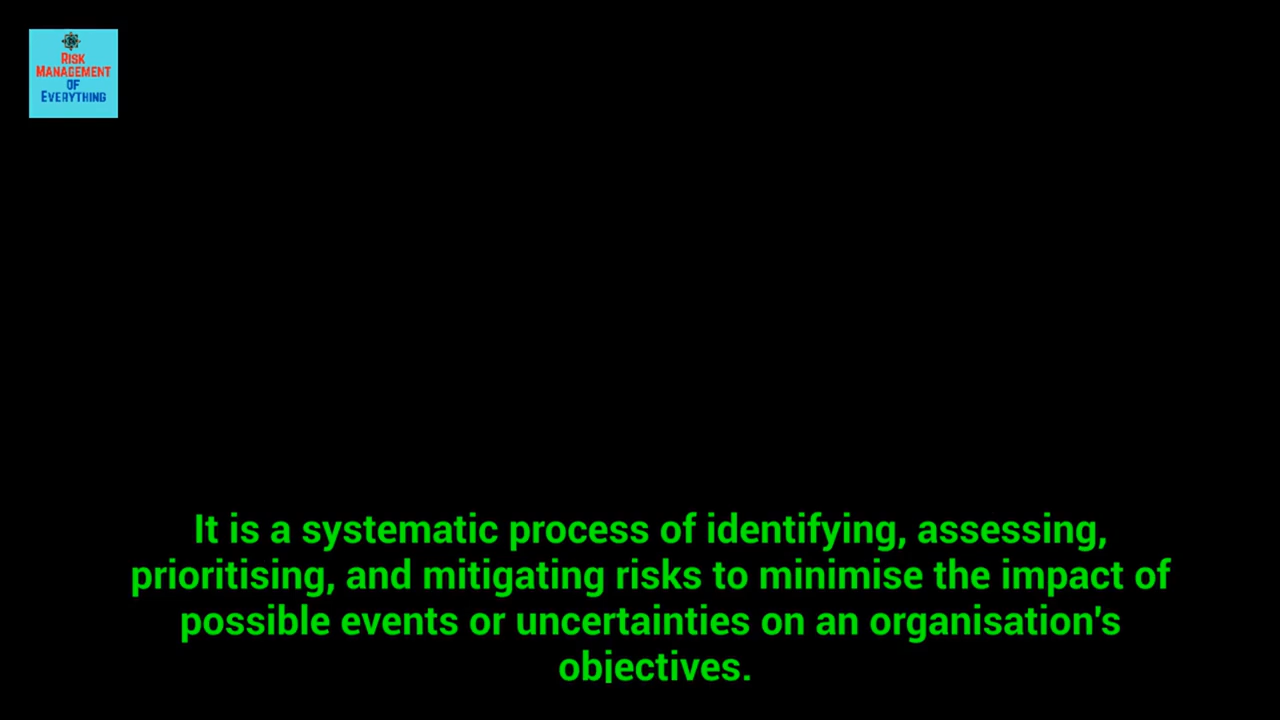 RISK
MANAGEMENT
OF
EVERYTHING
It is a systematic process of identifying, assessing,
prioritising, and mitigating risks to minimise the impact of
possible events or uncertainties on an organisation's
objectives.